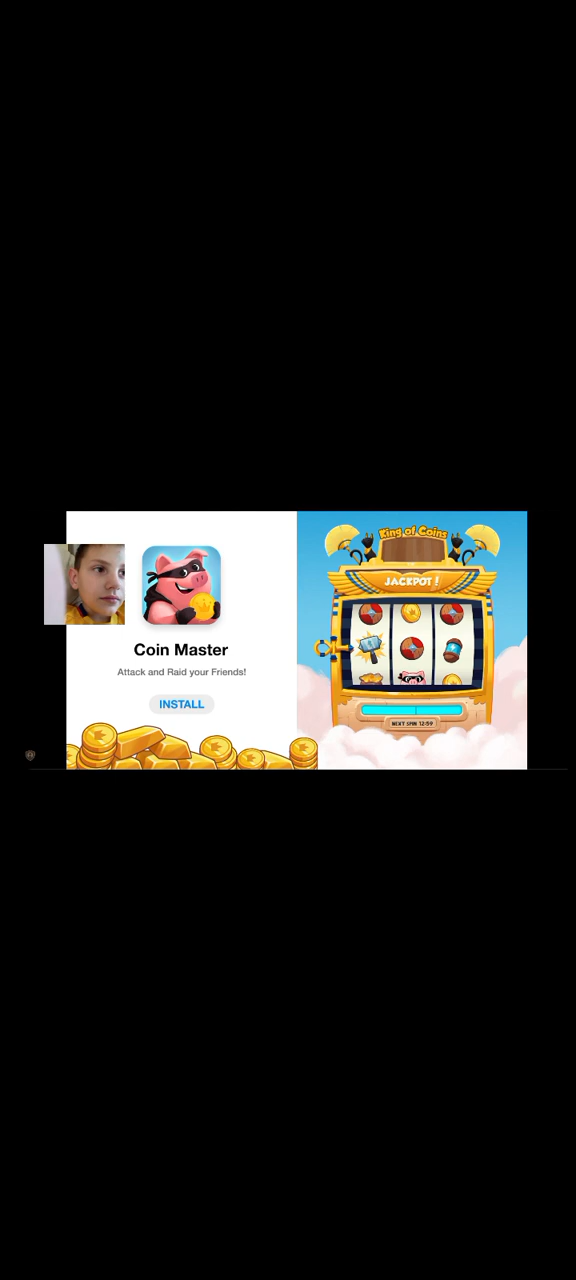 Coin Master
Attack and Raid your Friends!
INSTALL
King of Coins
JACKPOT!
NEXT SPIN 12:59